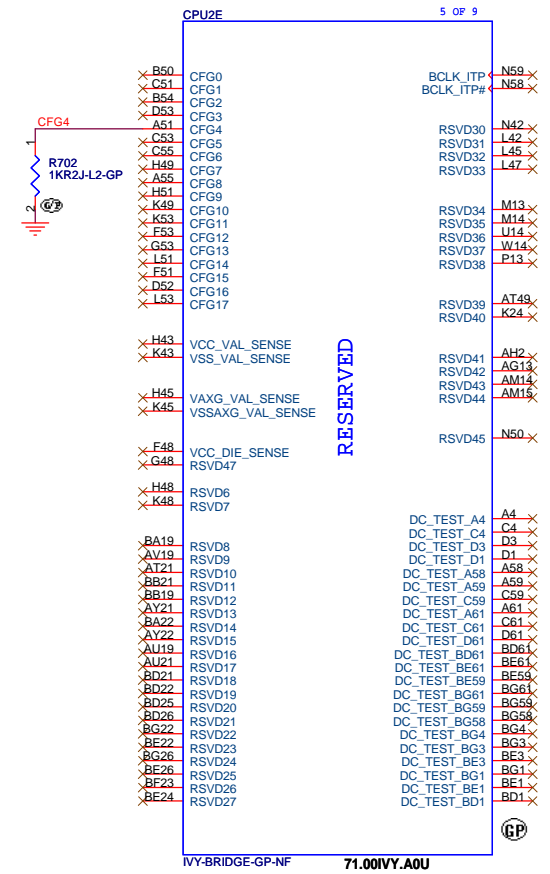 CPU2E 5 OF 9
B50 CFG0 BCLK_ITP N59
C51 CFG1 BCLK_ITP# N58
B54 CFG2
D53 CFG3
CFG4 A51 CFG4 RSVD30 N42
C53 CFG5 RSVD31 L42
C55 CFG6 RSVD32 L45
H49 CFG7 RSVD33 L47
A55 CFG8
H51 CFG9
K49 CFG10 RSVD34 M13
K53 CFG11 RSVD35 M14
F53 CFG12 RSVD36 U14
G53 CFG13 RSVD37 W14
L51 CFG14 RSVD38 P13
F51 CFG15
D52 CFG16
L53 CFG17
1
R702
1KR2J-L2-GP
2 GP
RSVD39 AT49
RSVD40 K24
H43 VCC_VAL_SENSE
K43 VSS_VAL_SENSE RSVD41 AH2
RSVD42 AG13
RSVD43 AM14
H45 VAXG_VAL_SENSE RSVD44 AM15
K45 VSSAXG_VAL_SENSE
RESERVED
RSVD45 N50
F48 VCC_DIE_SENSE
G48 RSVD47
H48 RSVD6
K48 RSVD7
DC_TEST_A4 A4
DC_TEST_C4 C4
BA19 RSVD8 DC_TEST_D3 D3
AV19 RSVD9 DC_TEST_D1 D1
AT21 RSVD10 DC_TEST_A58 A58
BB21 RSVD11 DC_TEST_A59 A59
BB19 RSVD12 DC_TEST_C59 C59
AY21 RSVD13 DC_TEST_A61 A61
BA22 RSVD14 DC_TEST_C61 C61
AY22 RSVD15 DC_TEST_D61 D61
AU19 RSVD16 DC_TEST_BD61 BD61
AU21 RSVD17 DC_TEST_BE61 BE61
BD21 RSVD18 DC_TEST_BE59 BE59
BD22 RSVD19 DC_TEST_BG61 BG61
BD25 RSVD20 DC_TEST_BG59 BG59
BD26 RSVD21 DC_TEST_BG58 BG58
BG22 RSVD22 DC_TEST_BG4 BG4
BE22 RSVD23 DC_TEST_BG3 BG3
BG26 RSVD24 DC_TEST_BE3 BE3
BE26 RSVD25 DC_TEST_BG1 BG1
BF23 RSVD26 DC_TEST_BE1 BE1
BE24 RSVD27 DC_TEST_BD1 BD1
GP
IVY-BRIDGE-GP-NF 71.00IVY.A0U